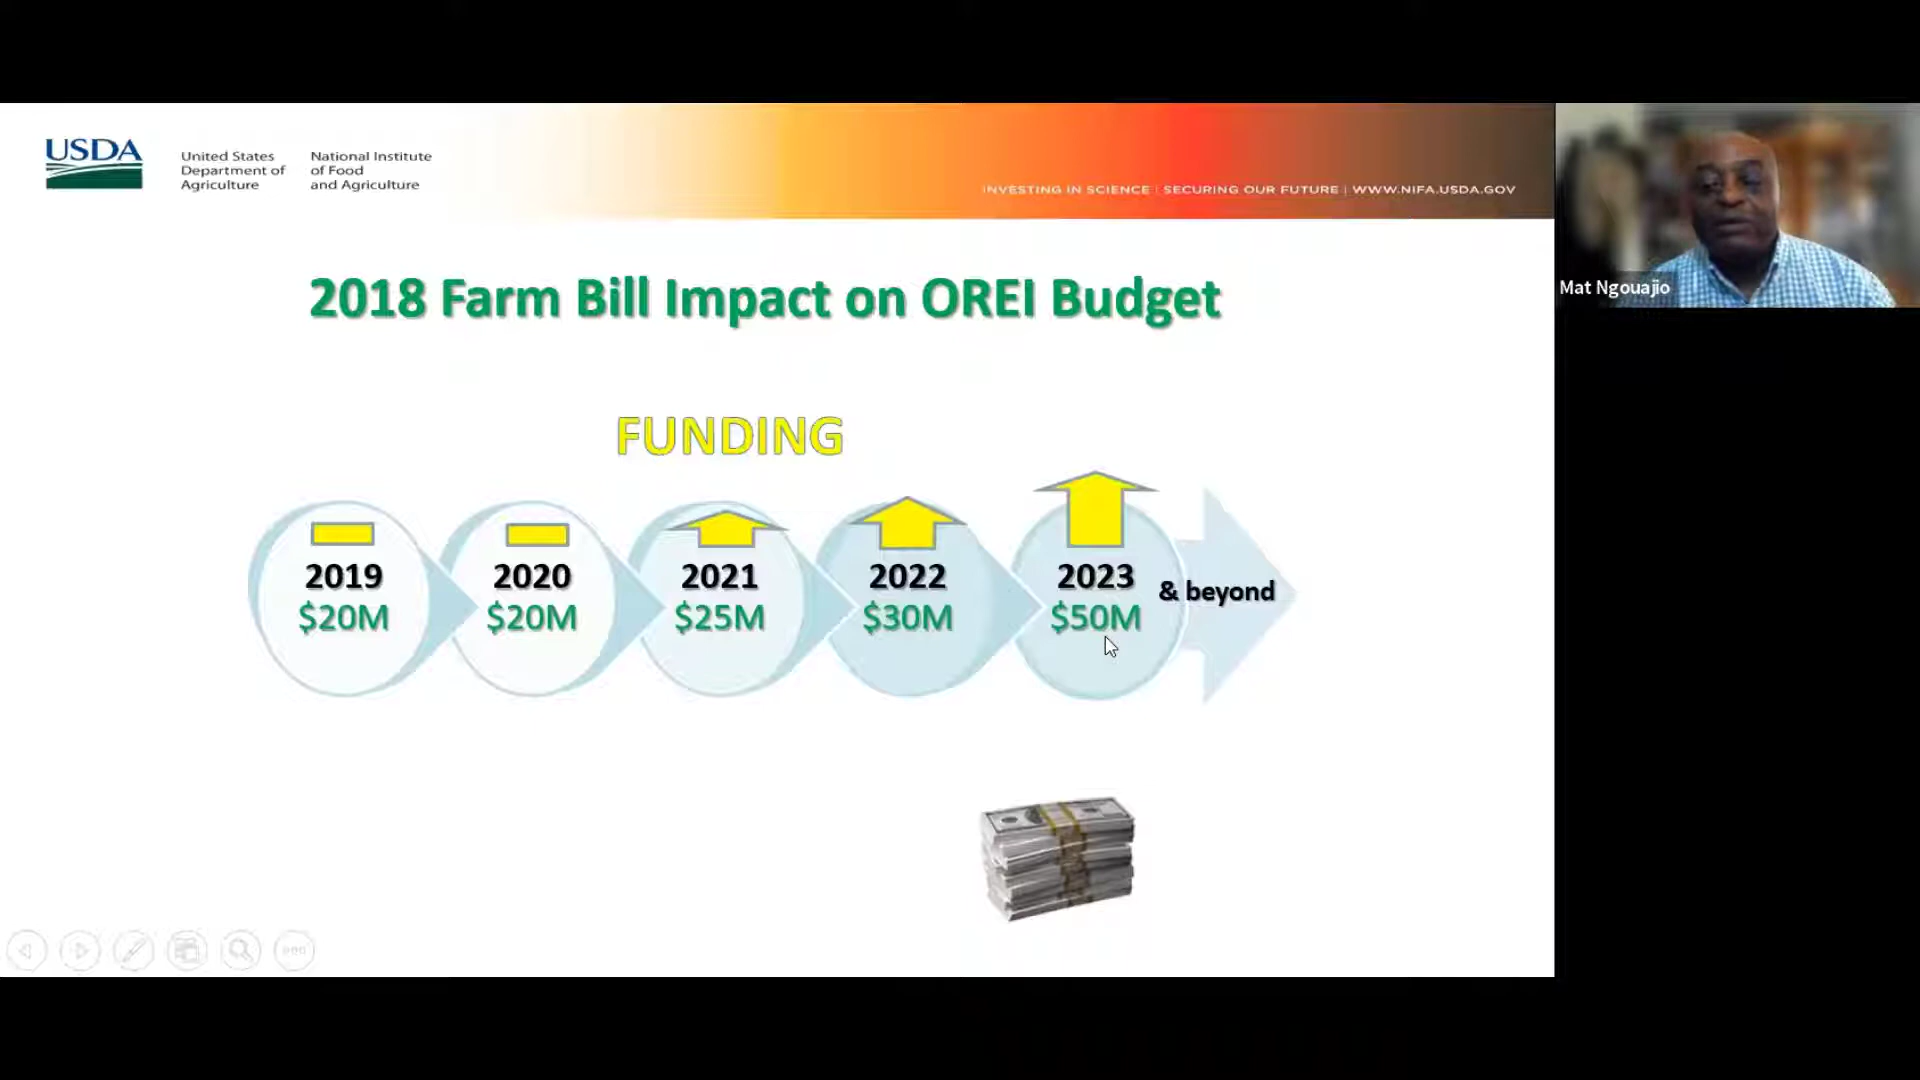 USDA
United States
Department of
Agriculture
National Institute
of Food
and Agriculture
INVESTING IN SCIENCE | SECURING OUR FUTURE | WWW.NIFA.USDA.GOV
Mat Ngouajio
2018 Farm Bill Impact on OREI Budget
FUNDING
2019
$20M
2020
$20M
2021
$25M
2022
$30M
2023
$50M
& beyond